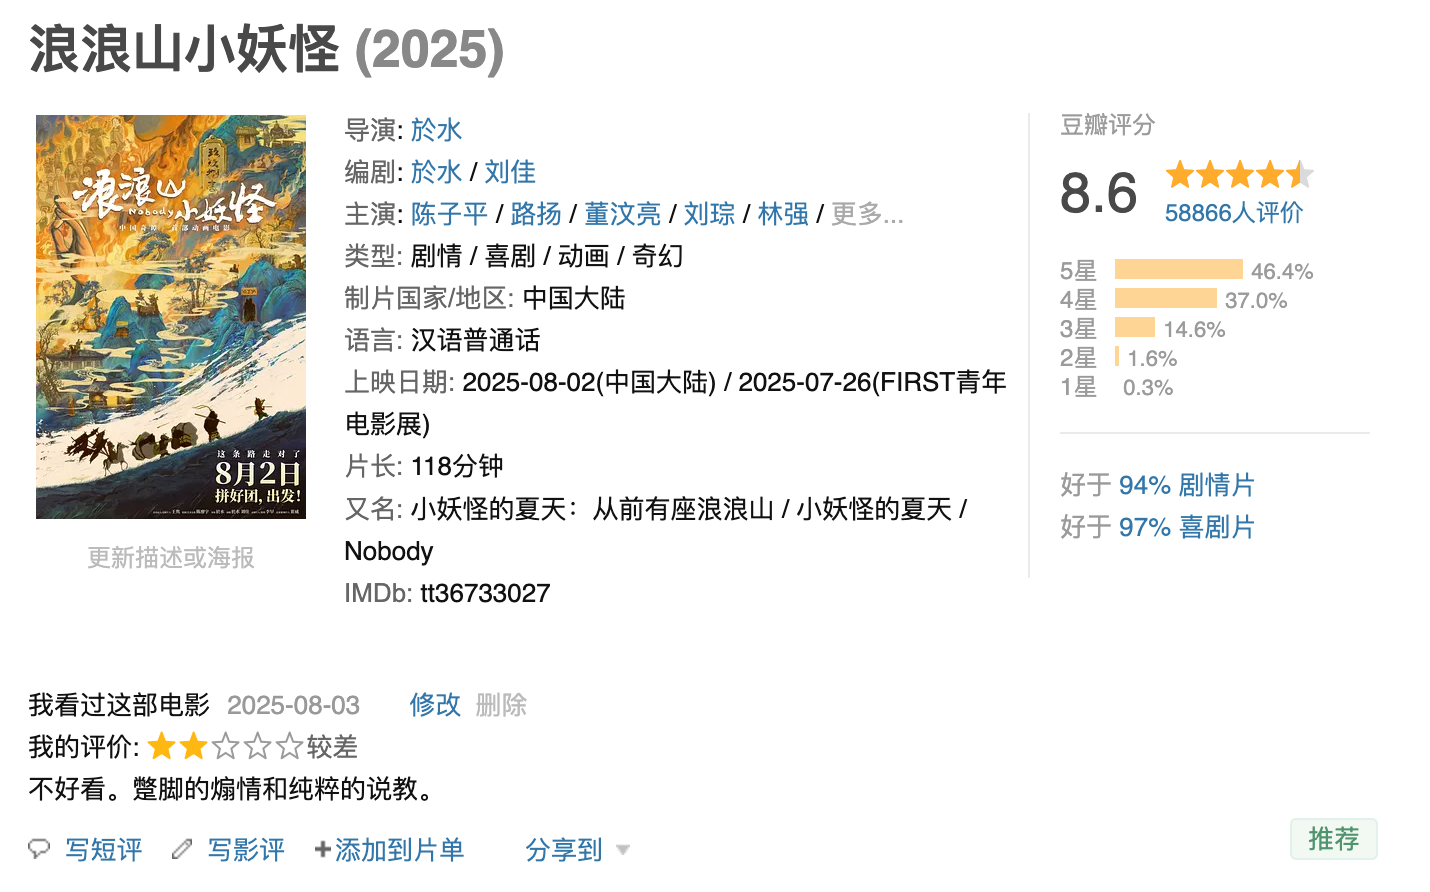 浪浪山小妖怪 (2025)
浪浪山
Nobody 小妖怪
中国奇谭 首部动画电影
这条路走对了
8月2日
拼好团,出发!
更新描述或海报
导演: 於水
编剧: 於水 / 刘佳
主演: 陈子平 / 路扬 / 董汶亮 / 刘琮 / 林强 / 更多...
类型: 剧情 / 喜剧 / 动画 / 奇幻
制片国家/地区: 中国大陆
语言: 汉语普通话
上映日期: 2025-08-02(中国大陆) / 2025-07-26(FIRST青年
电影展)
片长: 118分钟
又名: 小妖怪的夏天：从前有座浪浪山 / 小妖怪的夏天 /
Nobody
IMDb: tt36733027
豆瓣评分
8.6
58866人评价
5星 46.4%
4星 37.0%
3星 14.6%
2星 1.6%
1星 0.3%
好于 94% 剧情片
好于 97% 喜剧片
我看过这部电影 2025-08-03 修改 删除
我的评价: 较差
不好看。蹩脚的煽情和纯粹的说教。
写短评 写影评 +添加到片单 分享到 推荐